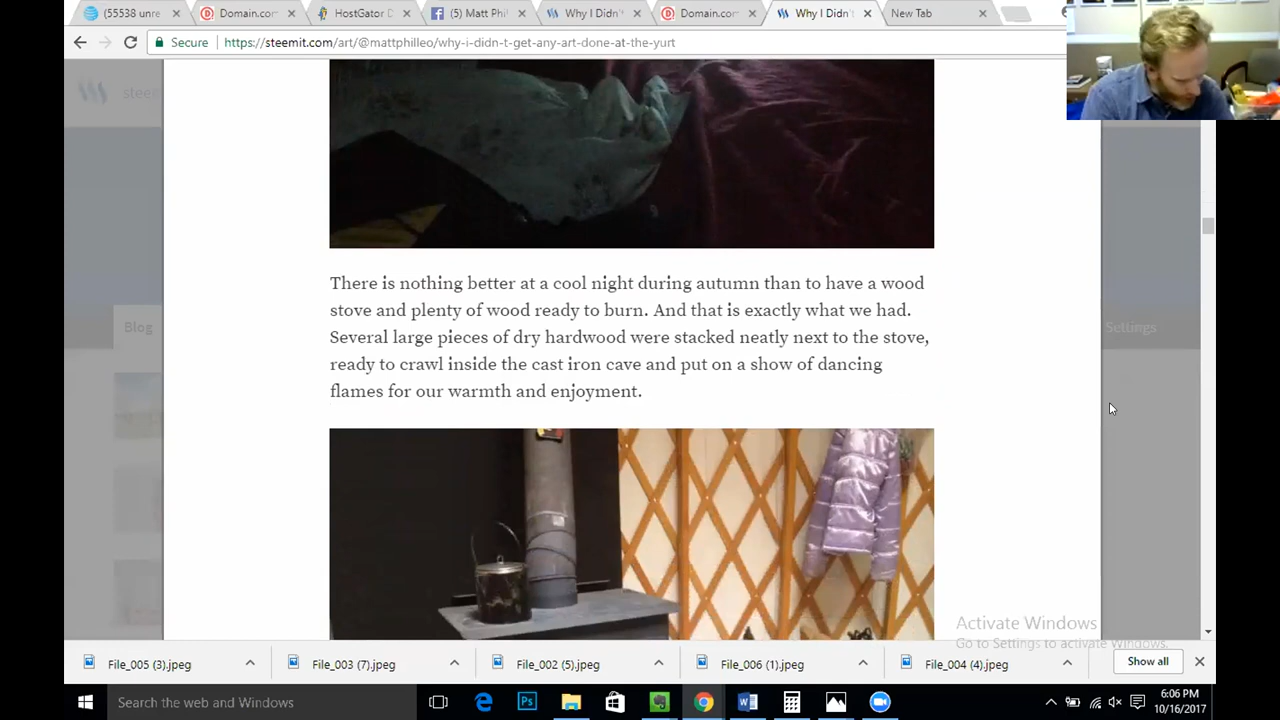 (55538 unre
Domain.com
HostGator
(5) Matt Phi
Why I Didn'
Domain.com
Why I Didn'
New Tab
Secure
https://steemit.com/art/@mattphilleo/why-i-didn-t-get-any-art-done-at-the-yurt
Blog
Settings
There is nothing better at a cool night during autumn than to have a wood
stove and plenty of wood ready to burn. And that is exactly what we had.
Several large pieces of dry hardwood were stacked neatly next to the stove,
ready to crawl inside the cast iron cave and put on a show of dancing
flames for our warmth and enjoyment.
Activate Windows
Go to Settings to activate Windows.
File_005 (3).jpeg
File_003 (7).jpeg
File_002 (5).jpeg
File_006 (1).jpeg
File_004 (4).jpeg
Show all
Search the web and Windows
6:06 PM
10/16/2017